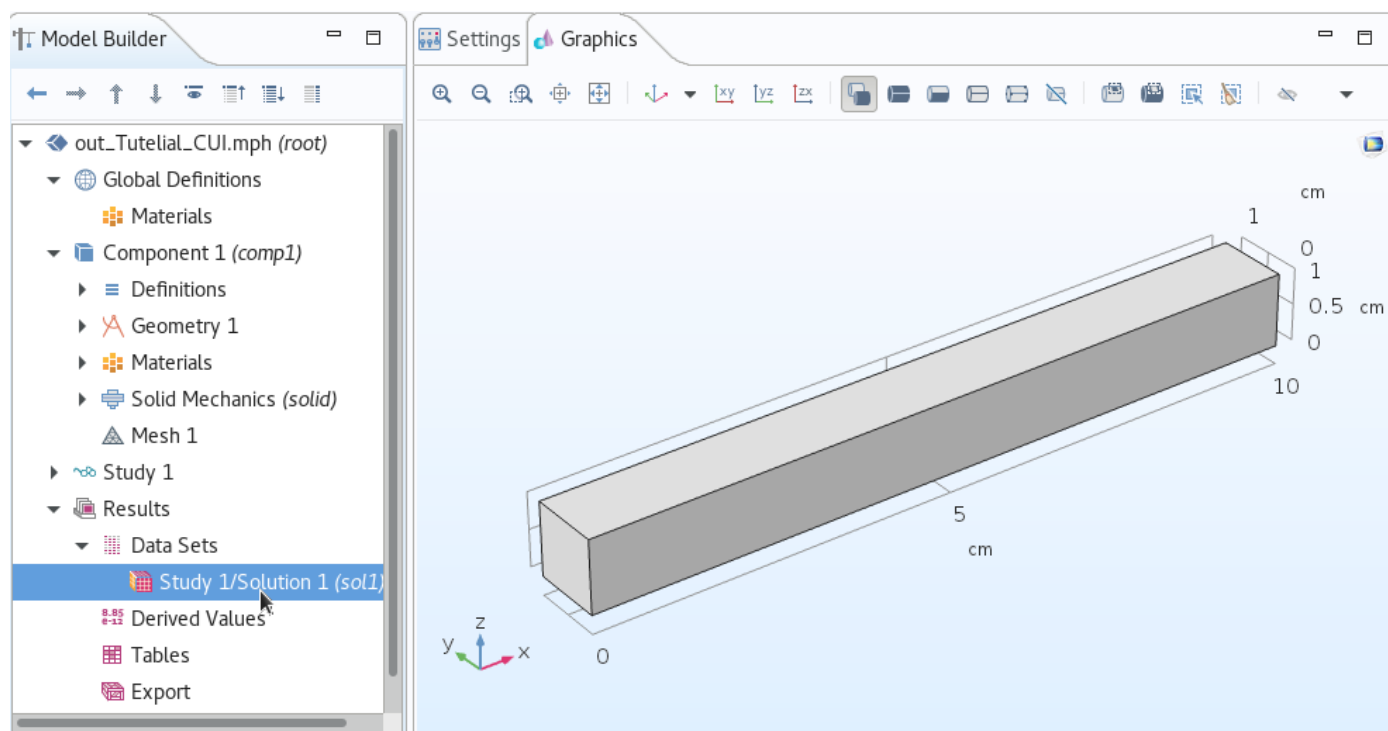 Model Builder
out_Tutelial_CUI.mph (root)
Global Definitions
Materials
Component 1 (comp1)
Definitions
Geometry 1
Materials
Solid Mechanics (solid)
Mesh 1
Study 1
Results
Data Sets
Study 1/Solution 1 (sol1)
8.85
e-12
Derived Values
Tables
Export
Settings
Graphics
xy
yz
zx
cm
1
0
1
0.5 cm
0
10
5
cm
0
z
y
x